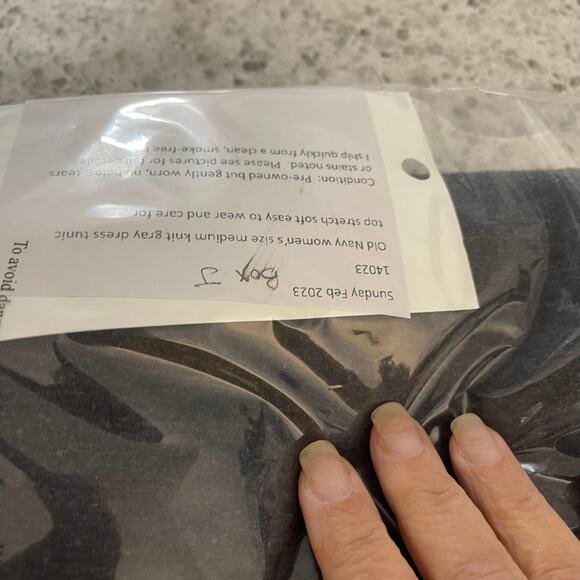 Sunday Feb 2023
Box J
14023
Old Navy women's size medium knit gray dress tunic
top stretch soft easy to wear and care for
Condition: Pre-owned but gently worn, no holes, tears
or stains noted. Please see pictures for full details
I ship quickly from a clean, smoke-free
To avoid